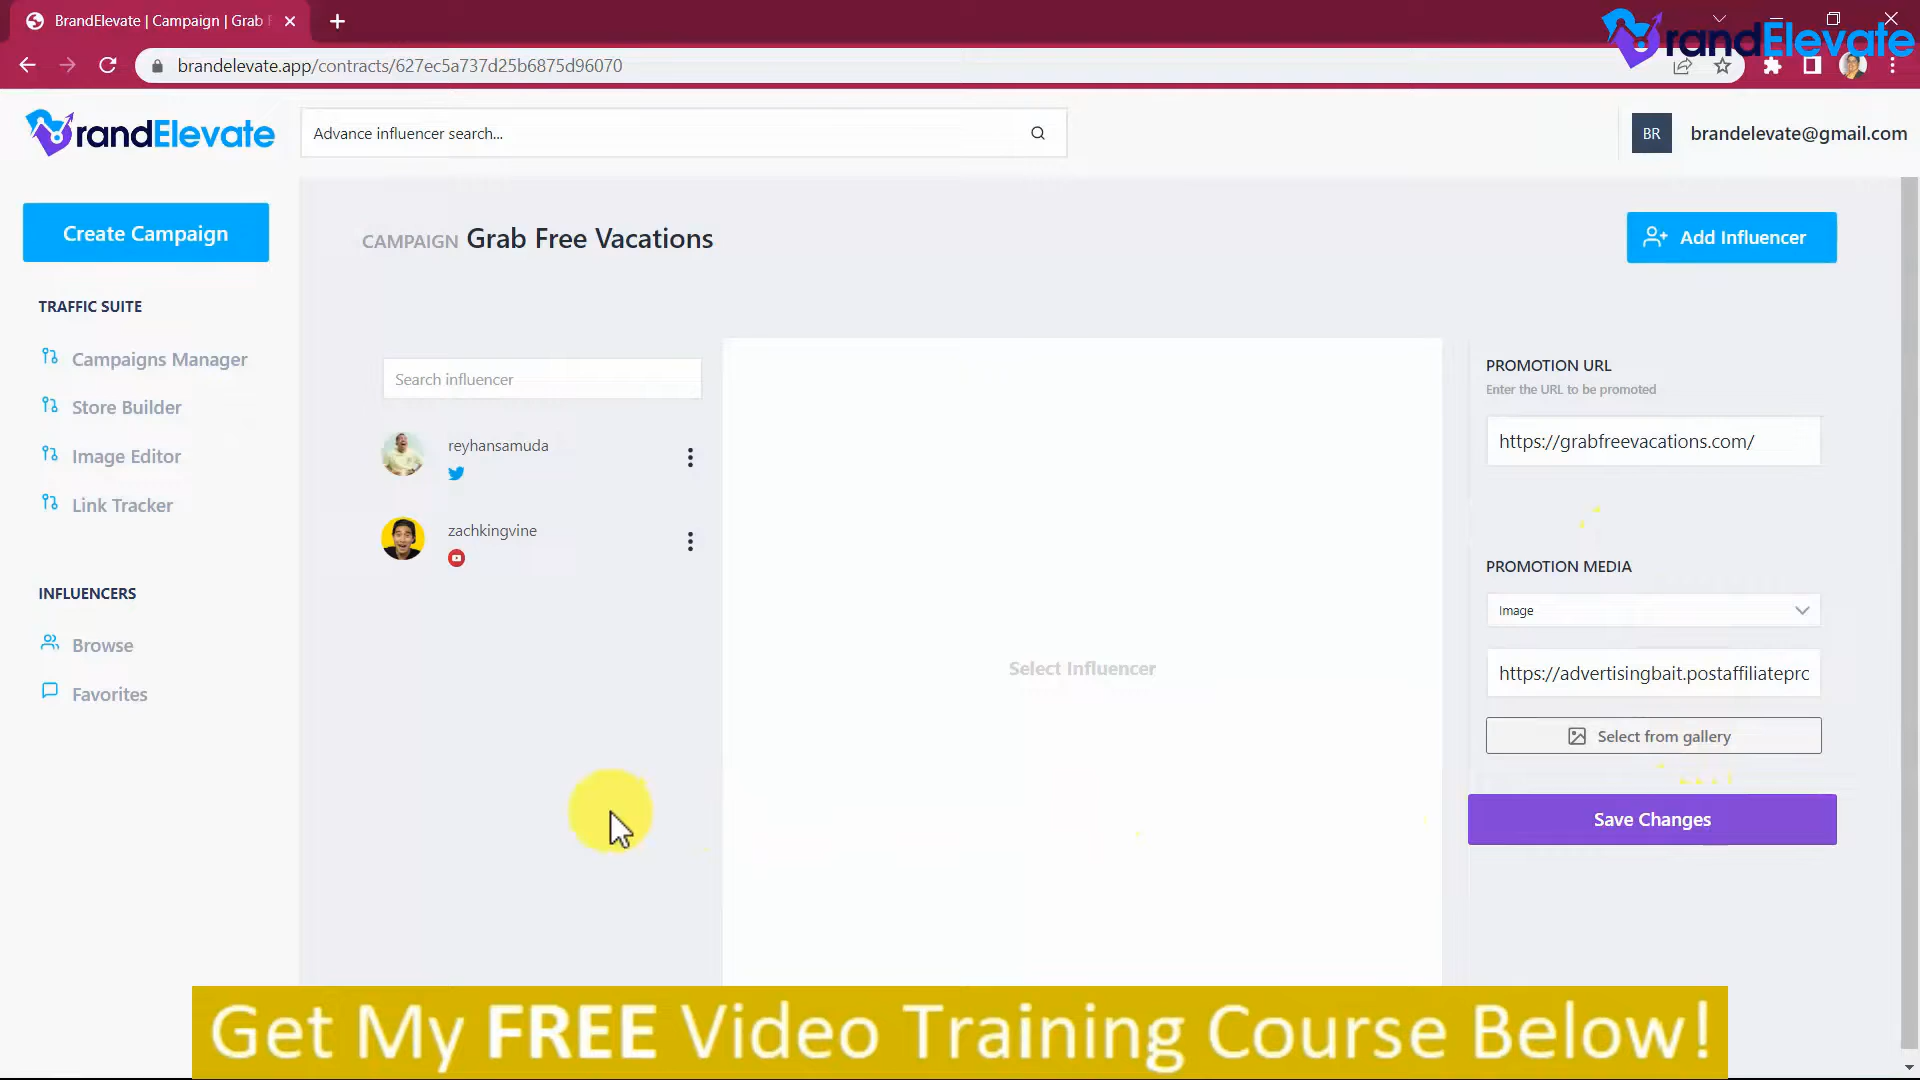 BrandElevate | Campaign | Grab F
brandelevate.app/contracts/627ec5a737d25b6875d96070
randElevate
randElevate
Advance influencer search...
BR
brandelevate@gmail.com
Create Campaign
CAMPAIGN Grab Free Vacations
Add Influencer
TRAFFIC SUITE
Campaigns Manager
Store Builder
Image Editor
Link Tracker
INFLUENCERS
Browse
Favorites
Search influencer
reyhansamuda
zachkingvine
Select Influencer
PROMOTION URL
Enter the URL to be promoted
https://grabfreevacations.com/
PROMOTION MEDIA
Image
https://advertisingbait.postaffiliatepro
Select from gallery
Save Changes
Get My FREE Video Training Course Below!